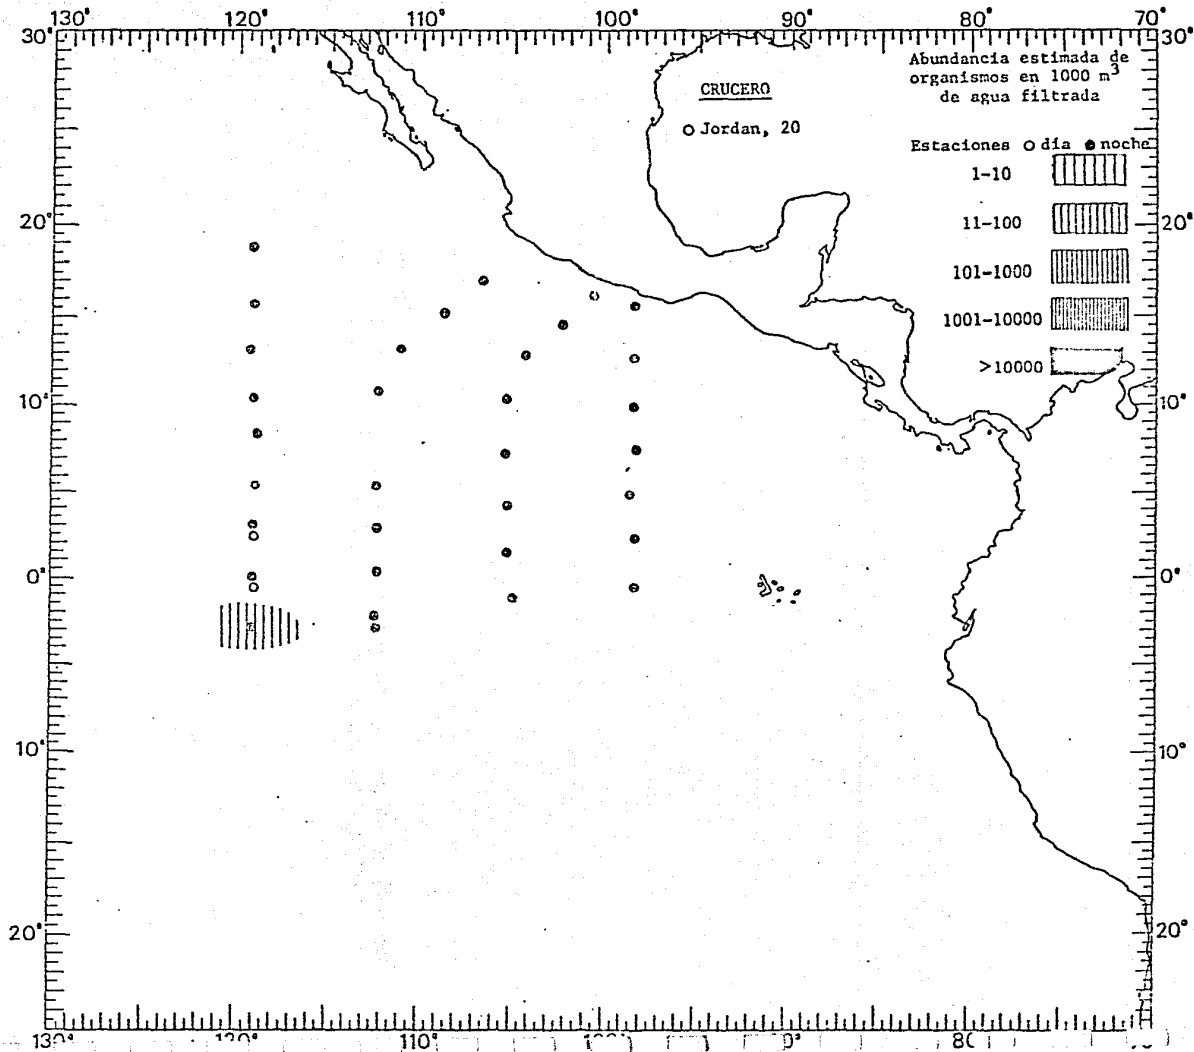 130° 120° 110° 100° 90° 80° 70°
30° 30°
Abundancia estimada de
organismos en 1000 m³
de agua filtrada
CRUCERO
Jordan, 20
Estaciones o día ● noche
1-10
11-100
101-1000
1001-10000
>10000
20° 20°
10° 10°
0° 0°
10° 10°
20° 20°
120° 110°